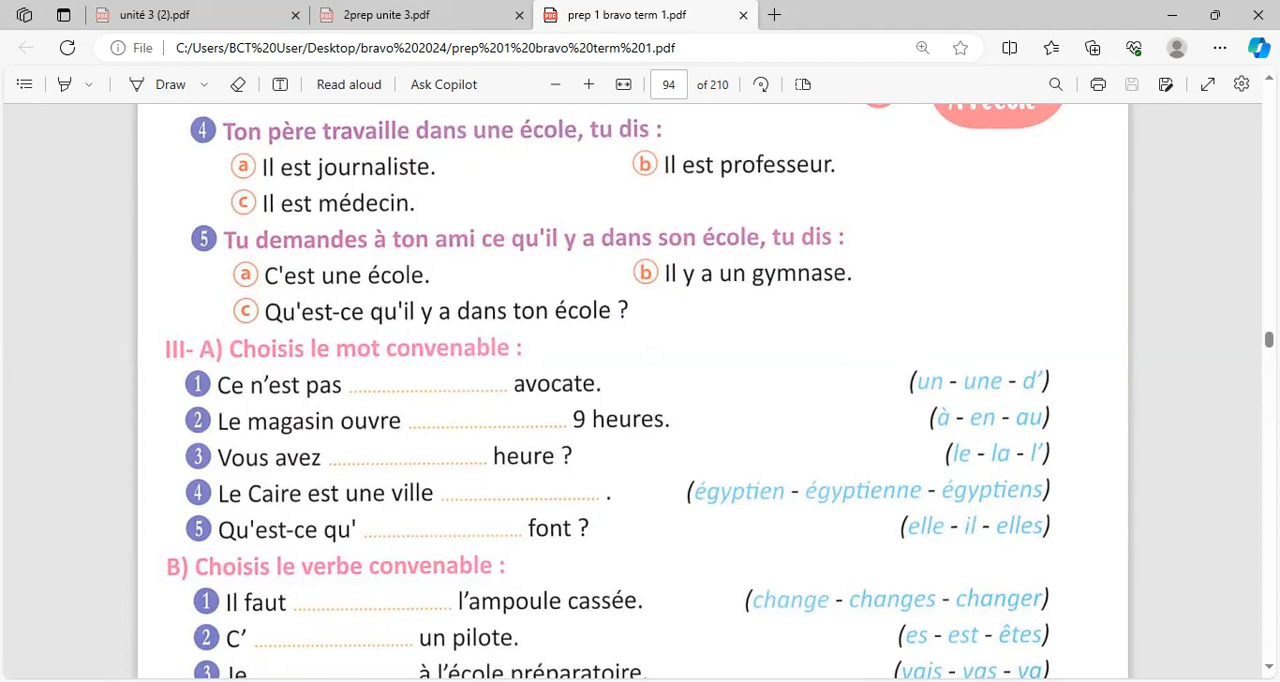 unité 3 (2).pdf
2prep unite 3.pdf
prep 1 bravo term 1.pdf
File C:/Users/BCT%20User/Desktop/bravo%202024/prep%201%20bravo%20term%201.pdf
Draw Read aloud Ask Copilot 94 of 210
A l'école
4 Ton père travaille dans une école, tu dis :
a Il est journaliste. b Il est professeur.
c Il est médecin.
5 Tu demandes à ton ami ce qu'il y a dans son école, tu dis :
a C'est une école. b Il y a un gymnase.
c Qu'est-ce qu'il y a dans ton école ?
III- A) Choisis le mot convenable :
1 Ce n’est pas .............................. avocate. (un - une - d’)
2 Le magasin ouvre .............................. 9 heures. (à - en - au)
3 Vous avez .............................. heure ? (le - la - l’)
4 Le Caire est une ville .............................. . (égyptien - égyptienne - égyptiens)
5 Qu'est-ce qu' .............................. font ? (elle - il - elles)
B) Choisis le verbe convenable :
1 Il faut .............................. l’ampoule cassée. (change - changes - changer)
2 C’ .............................. un pilote. (es - est - êtes)
3 Je .............................. à l’école préparatoire. (vais - vas - va)